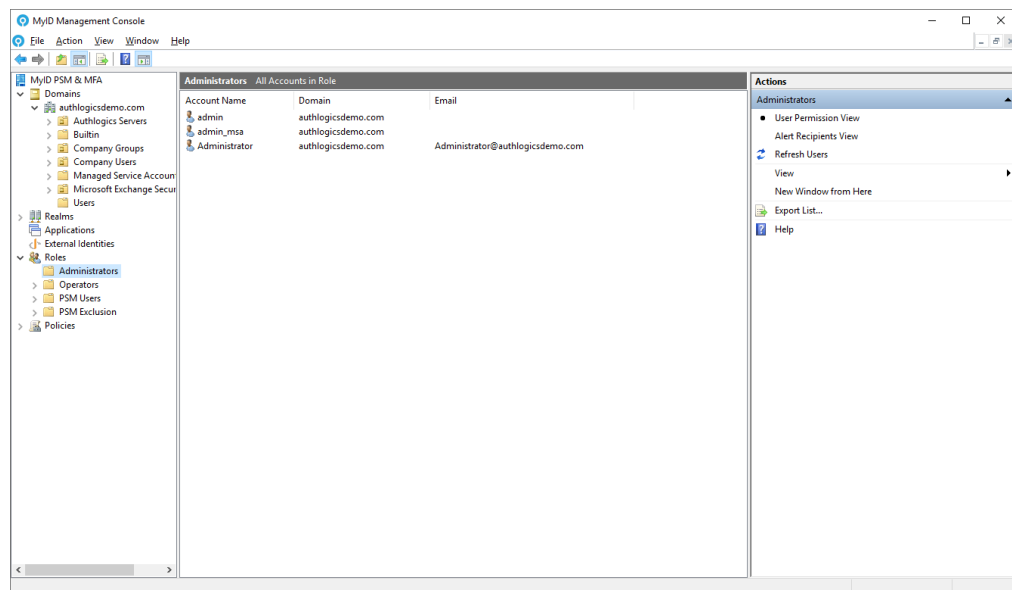 MyID Management Console
File Action View Window Help
MyID PSM & MFA
Domains
authlogicsdemo.com
Authlogics Servers
Builtin
Company Groups
Company Users
Managed Service Accoun
Microsoft Exchange Secur
Users
Realms
Applications
External Identities
Roles
Administrators
Operators
PSM Users
PSM Exclusion
Policies
Administrators All Accounts in Role
Account Name Domain Email
admin authlogicsdemo.com
admin_msa authlogicsdemo.com
Administrator authlogicsdemo.com Administrator@authlogicsdemo.com
Actions
Administrators
User Permission View
Alert Recipients View
Refresh Users
View
New Window from Here
Export List...
Help